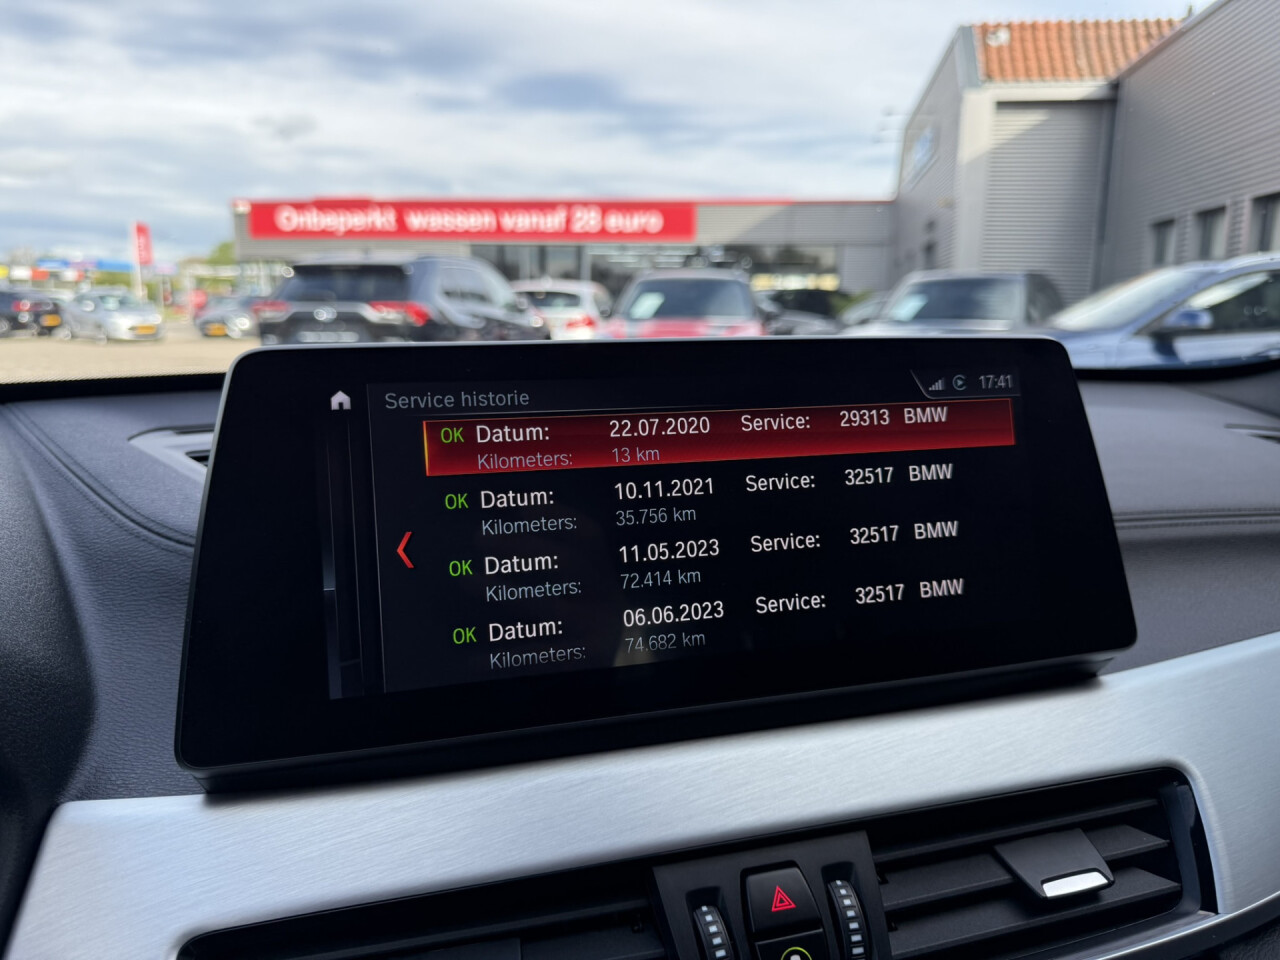 Onbeperkt wassen vanaf 28 euro
Service historie
17:41
OK Datum: 22.07.2020 Service: 29313 BMW
Kilometers: 13 km
OK Datum: 10.11.2021 Service: 32517 BMW
Kilometers: 35.756 km
OK Datum: 11.05.2023 Service: 32517 BMW
Kilometers: 72.414 km
OK Datum: 06.06.2023 Service: 32517 BMW
Kilometers: 74.682 km